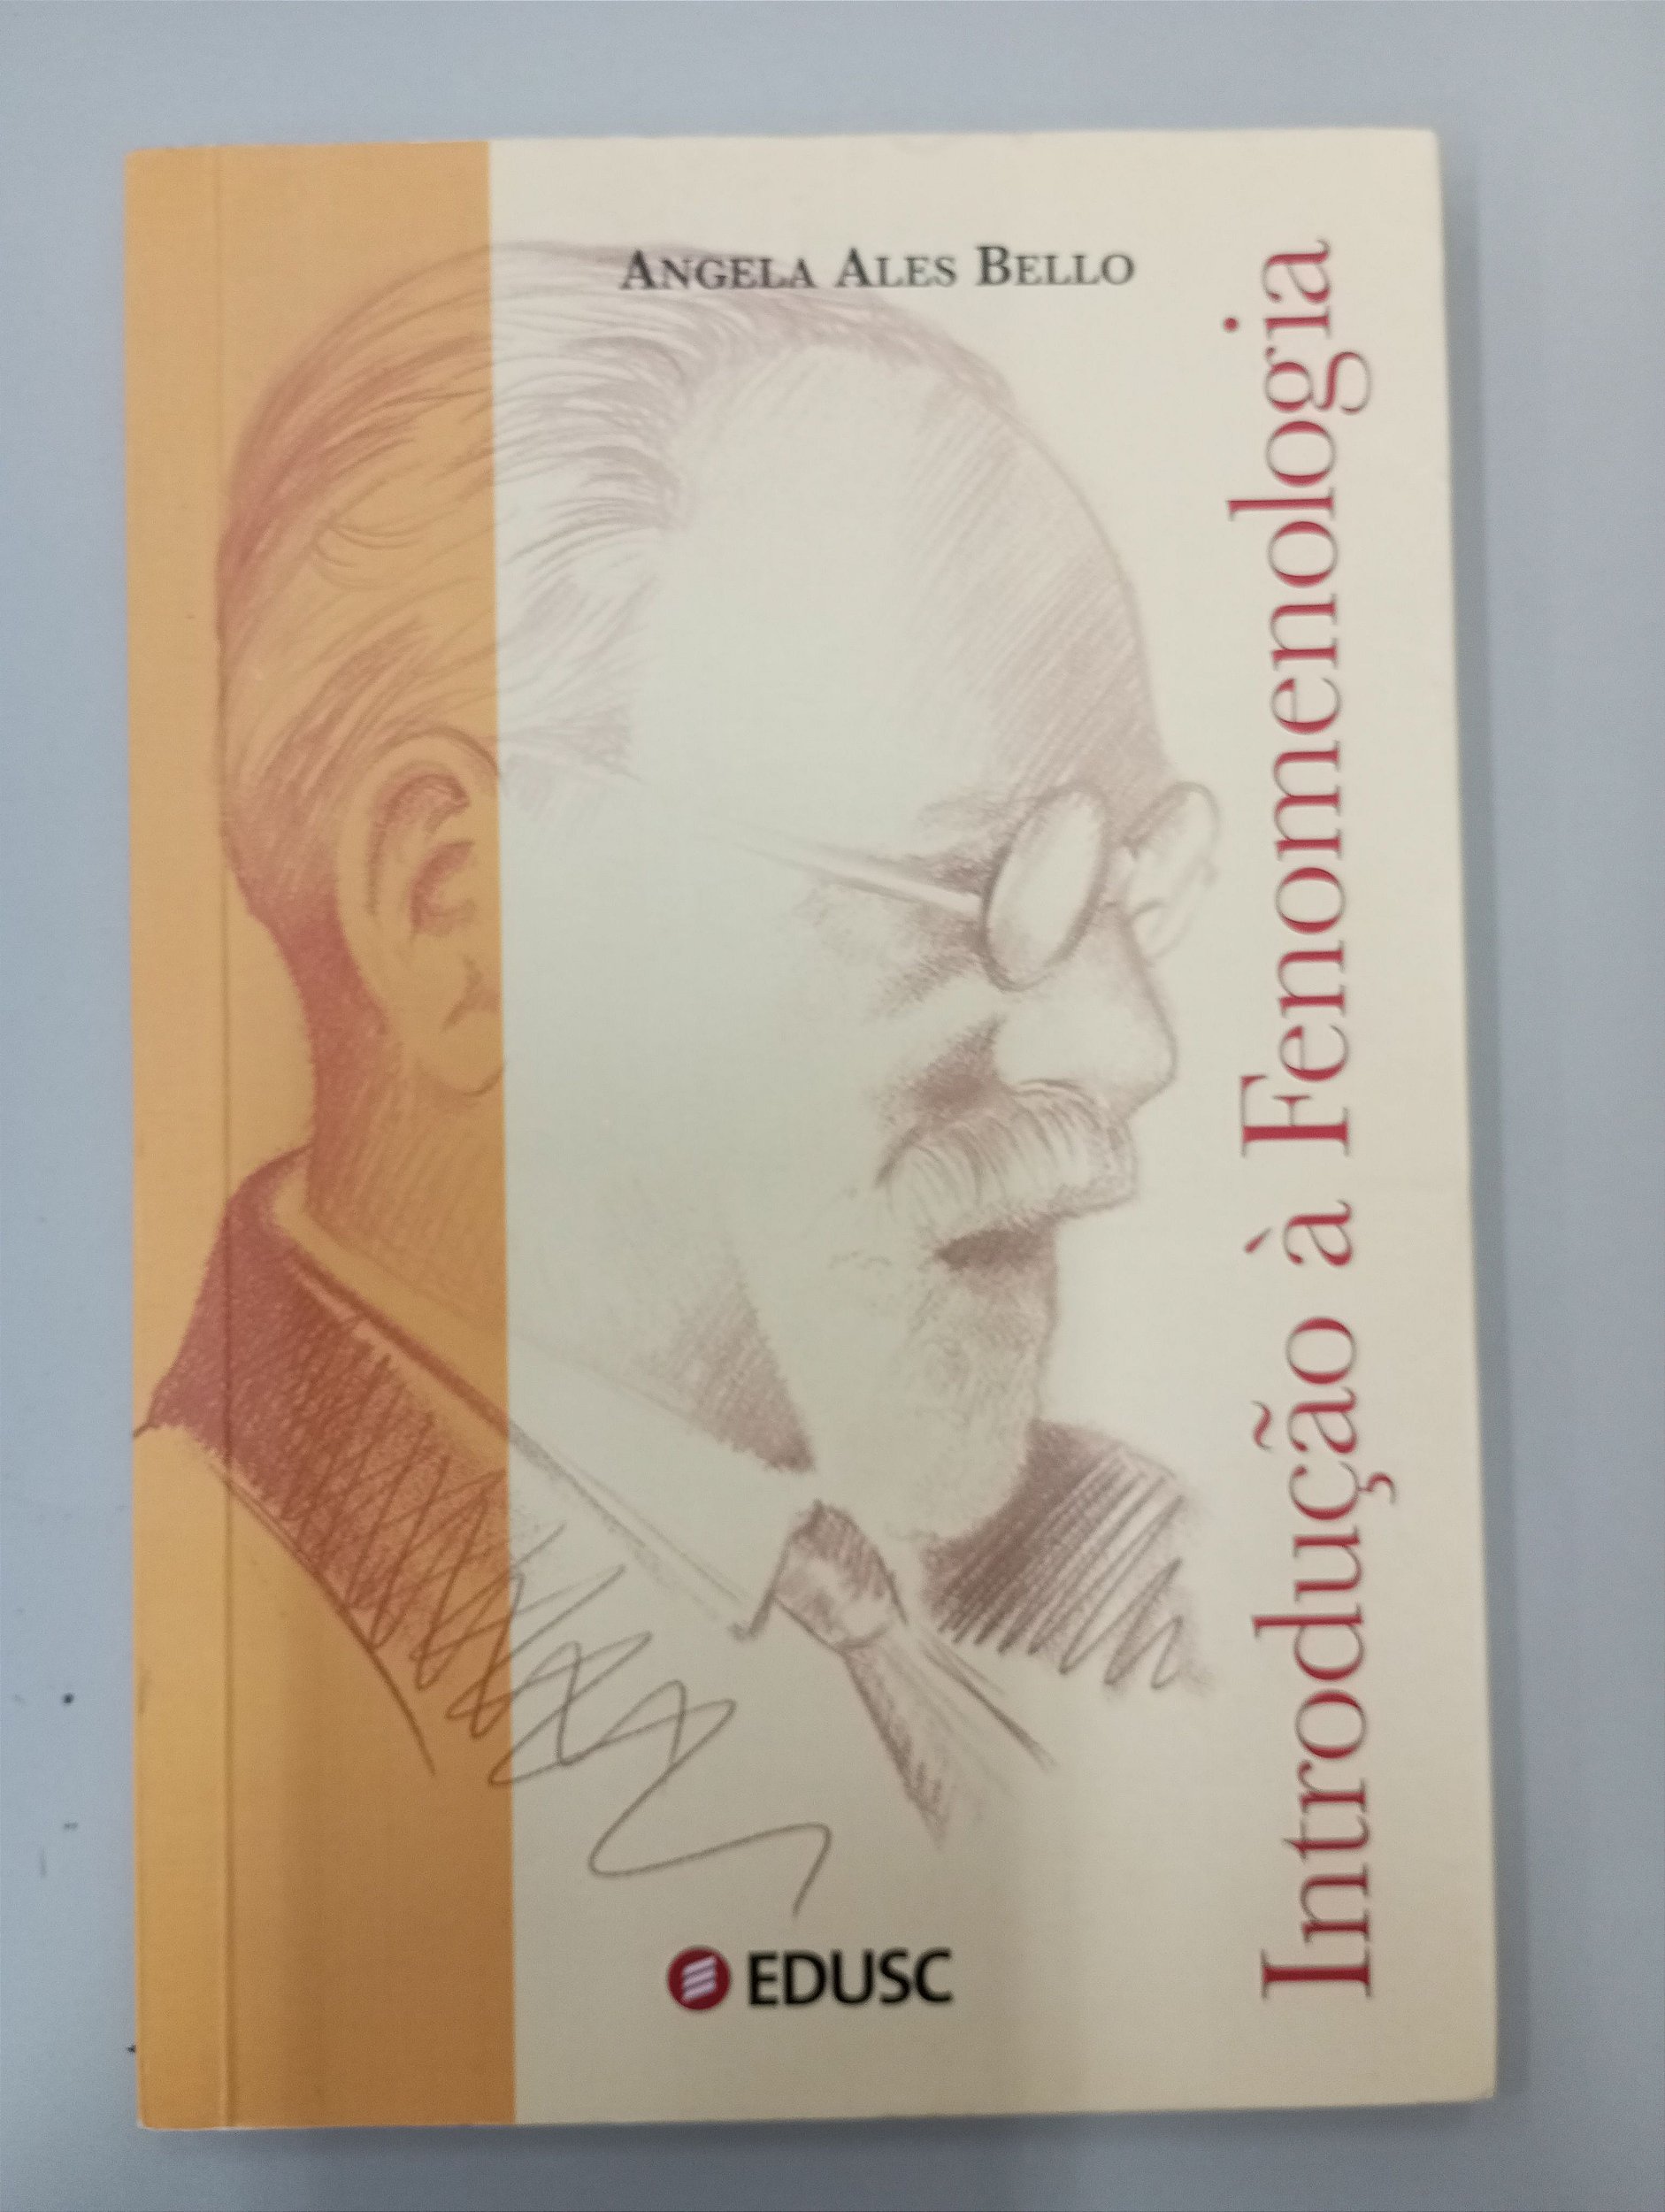 ANGELA ALES BELLO
Introdução à Fenomenologia
EDUSC